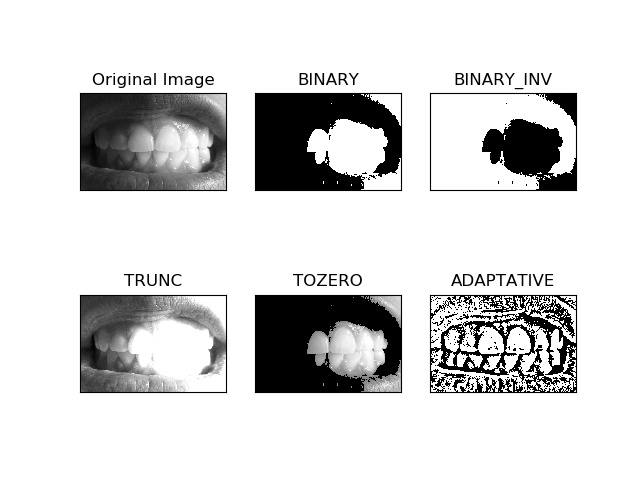 Original Image
BINARY
BINARY_INV
TRUNC
TOZERO
ADAPTATIVE